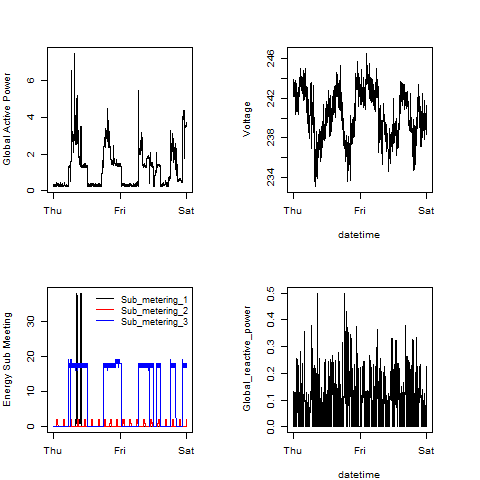 Global Active Power
6
4
2
0
Thu
Fri
Sat
Voltage
246
242
238
234
Thu
Fri
Sat
datetime
Energy Sub Meeting
30
20
10
0
Sub_metering_1
Sub_metering_2
Sub_metering_3
Thu
Fri
Sat
Global_reactive_power
0.5
0.4
0.3
0.2
0.1
0.0
Thu
Fri
Sat
datetime